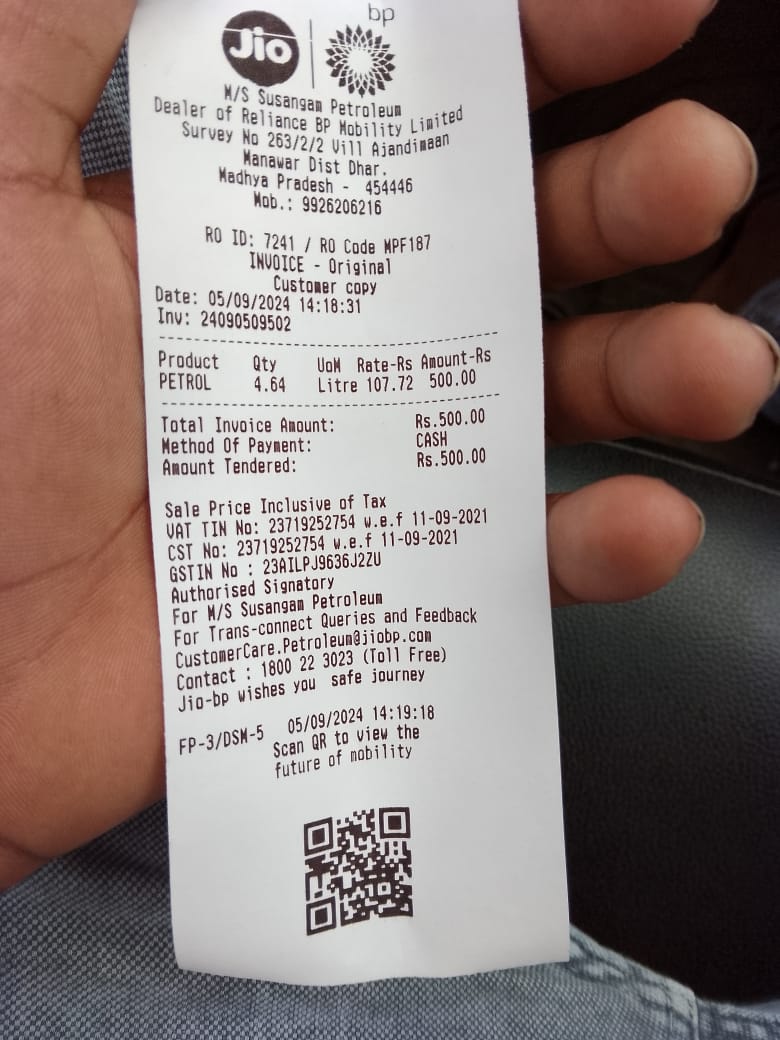 bp
Jio
M/S Susangam Petroleum
Dealer of Reliance BP Mobility Limited
Survey No 263/2/2 Vill Ajandimaan
Manawar Dist Dhar.
Madhya Pradesh - 454446
Mob.: 9926206216
RO ID: 7241 / RO Code MPF187
INVOICE - Original
Customer copy
Date: 05/09/2024 14:18:31
Inv: 24090509502
Product Qty UoM Rate-Rs Amount-Rs
PETROL 4.64 Litre 107.72 500.00
Total Invoice Amount: Rs.500.00
Method Of Payment: CASH
Amount Tendered: Rs.500.00
Sale Price Inclusive of Tax
VAT TIN No: 23719252754 w.e.f 11-09-2021
CST No: 23719252754 w.e.f 11-09-2021
GSTIN No : 23AILPJ9636J2ZU
Authorised Signatory
For M/S Susangam Petroleum
For Trans-connect Queries and Feedback
CustomerCare.Petroleum@jiobp.com
Contact : 1800 22 3023 (Toll Free)
Jio-bp wishes you safe journey
FP-3/DSM-5 05/09/2024 14:19:18
Scan QR to view the
future of mobility